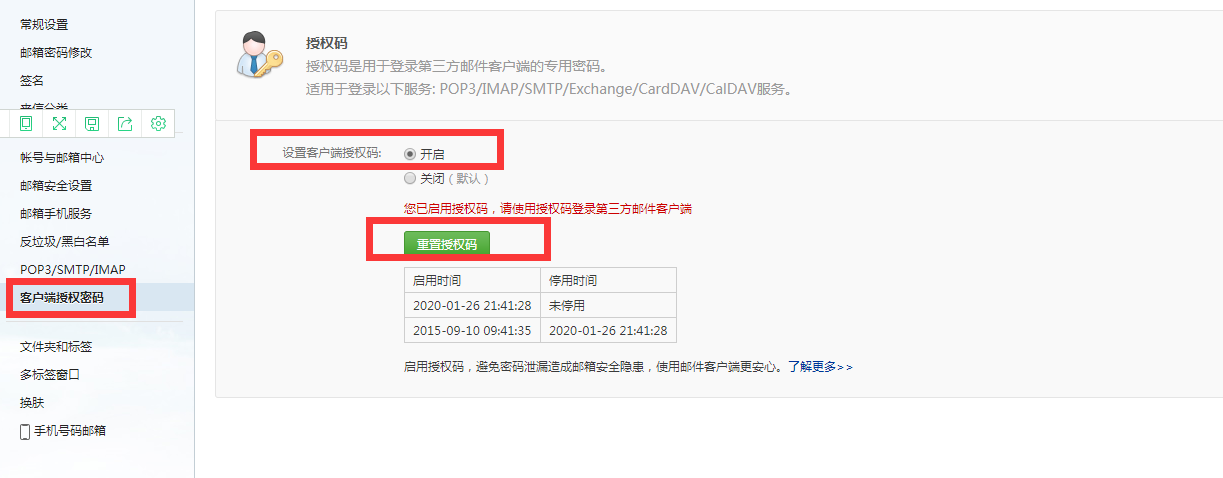 常规设置
邮箱密码修改
签名
来信分类
帐号与邮箱中心
邮箱安全设置
邮箱手机服务
反垃圾/黑白名单
POP3/SMTP/IMAP
客户端授权密码
文件夹和标签
多标签窗口
换肤
手机号码邮箱
授权码
授权码是用于登录第三方邮件客户端的专用密码。
适用于登录以下服务: POP3/IMAP/SMTP/Exchange/CardDAV/CalDAV服务。
设置客户端授权码: 开启
关闭（默认）
您已启用授权码，请使用授权码登录第三方邮件客户端
重置授权码
启用时间 停用时间
2020-01-26 21:41:28 未停用
2015-09-10 09:41:35 2020-01-26 21:41:28
启用授权码，避免密码泄漏造成邮箱安全隐患，使用邮件客户端更安心。了解更多>>